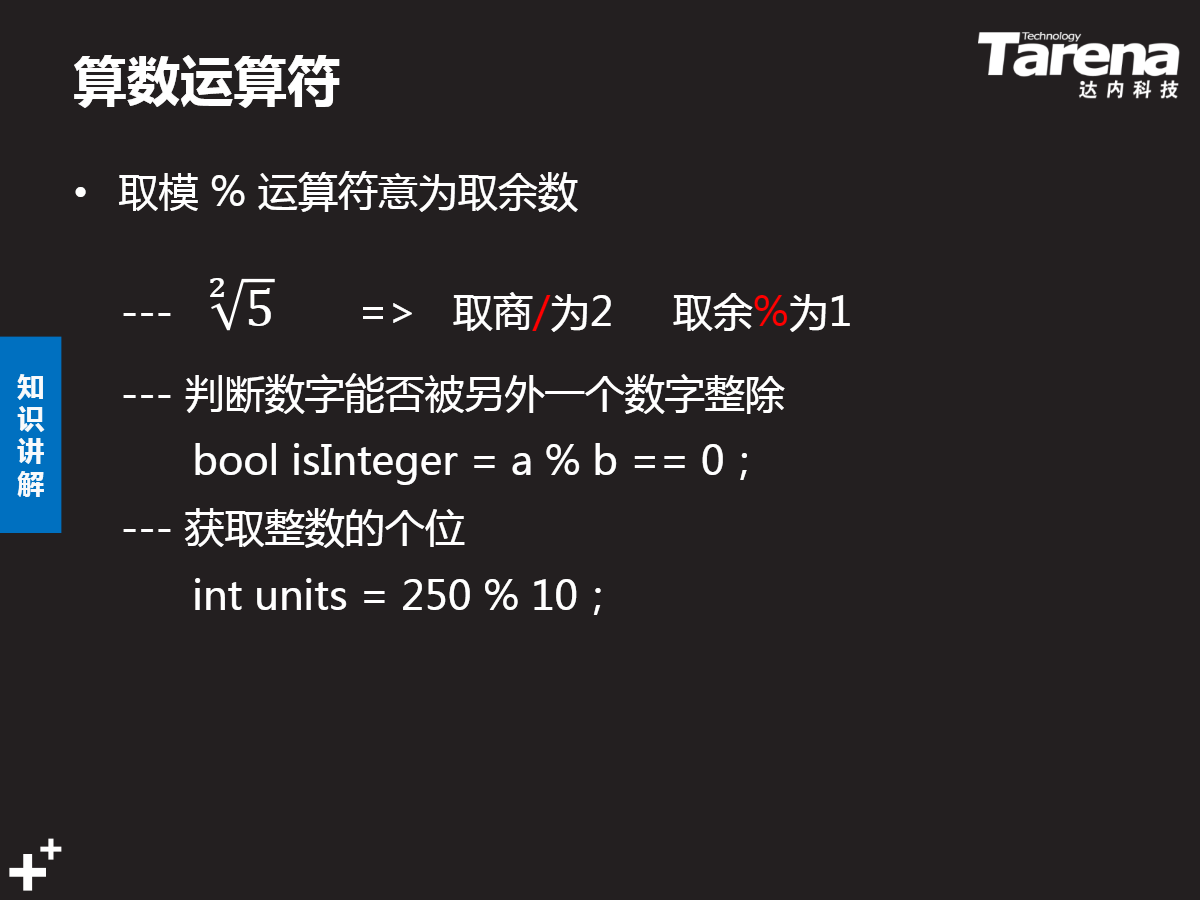 算数运算符
Technology
Tarena
达内科技
• 取模 % 运算符意为取余数
--- ²√5 => 取商/为2 取余%为1
--- 判断数字能否被另外一个数字整除
bool isInteger = a % b == 0 ;
--- 获取整数的个位
int units = 250 % 10 ;
知识讲解